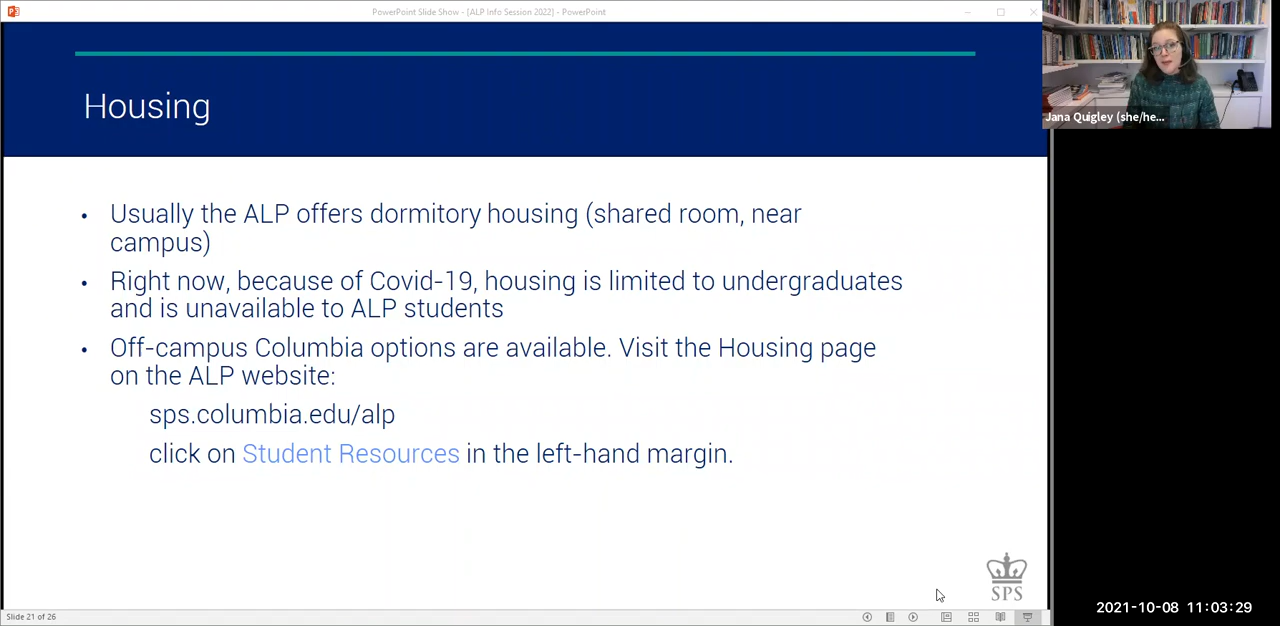 PowerPoint Slide Show - [ALP Info Session 2022] - PowerPoint
Jana Quigley (she/he...
Housing
• Usually the ALP offers dormitory housing (shared room, near
campus)
• Right now, because of Covid-19, housing is limited to undergraduates
and is unavailable to ALP students
• Off-campus Columbia options are available. Visit the Housing page
on the ALP website:
sps.columbia.edu/alp
click on Student Resources in the left-hand margin.
SPS
Slide 21 of 26
2021-10-08 11:03:29